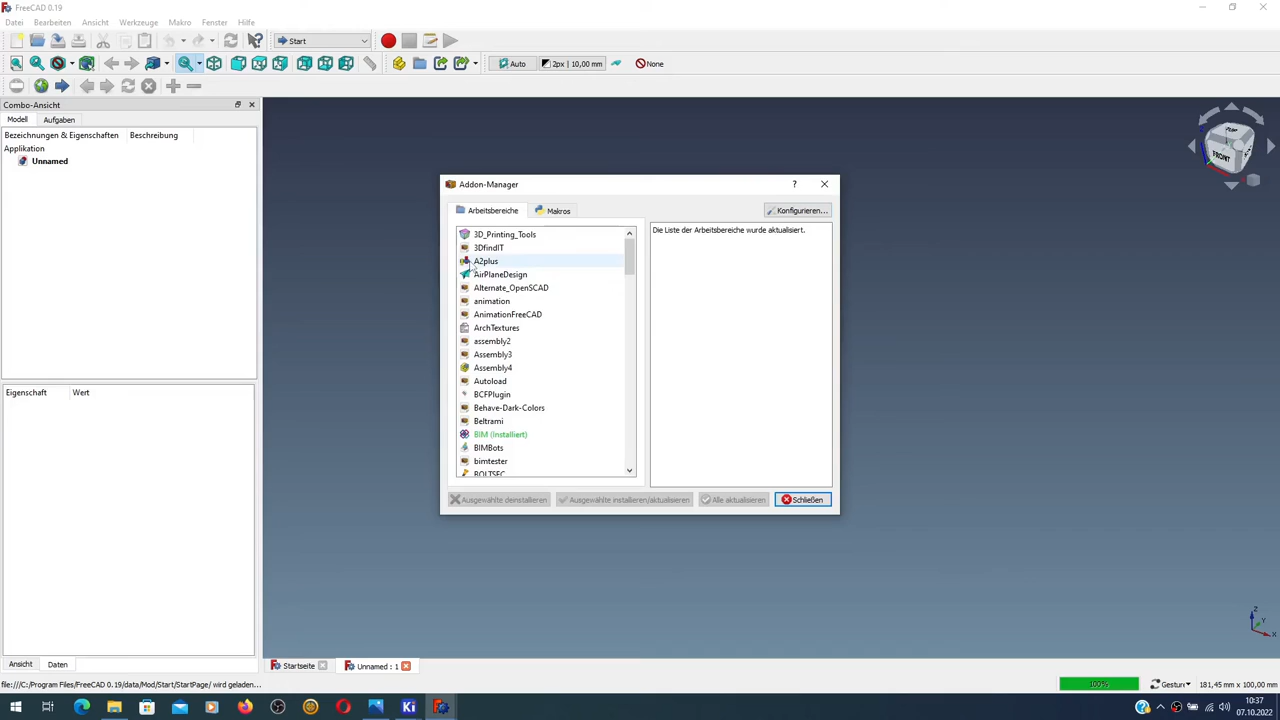 FreeCAD 0.19
Datei Bearbeiten Ansicht Werkzeuge Makro Fenster Hilfe
Start
Auto
2px | 10,00 mm
None
Combo-Ansicht
Modell Aufgaben
Bezeichnungen & Eigenschaften Beschreibung
Applikation
Unnamed
TOP
FRONT
Addon-Manager
?
Arbeitsbereiche Makros Konfigurieren...
Die Liste der Arbeitsbereiche wurde aktualisiert.
3D_Printing_Tools
3DfindIT
A2plus
AirPlaneDesign
Alternate_OpenSCAD
animation
AnimationFreeCAD
ArchTextures
assembly2
Assembly3
Assembly4
Autoload
BCFPlugin
Behave-Dark-Colors
Beltrami
BIM (Installiert)
BIMBots
bimtester
BOLTSFC
Ausgewählte deinstallieren Ausgewählte installieren/aktualisieren Alle aktualisieren Schließen
Eigenschaft Wert
Z
Y
X
Ansicht Daten
Startseite Unnamed : 1
file:///C:/Program Files/FreeCAD 0.19/data/Mod/Start/StartPage/ wird geladen...
100%
Gesture
181,45 mm x 100,00 mm
Ki
10:37
07.10.2022